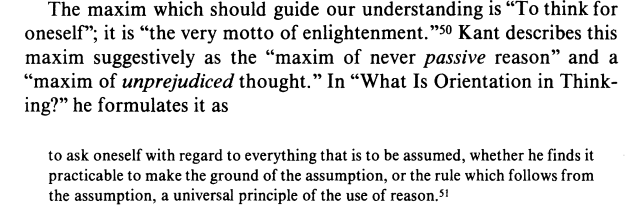 The maxim which should guide our understanding is “To think for
oneself”; it is “the very motto of enlightenment.”50 Kant describes this
maxim suggestively as the “maxim of never passive reason” and a
“maxim of unprejudiced thought.” In “What Is Orientation in Think-
ing?” he formulates it as
to ask oneself with regard to everything that is to be assumed, whether he finds it
practicable to make the ground of the assumption, or the rule which follows from
the assumption, a universal principle of the use of reason.51